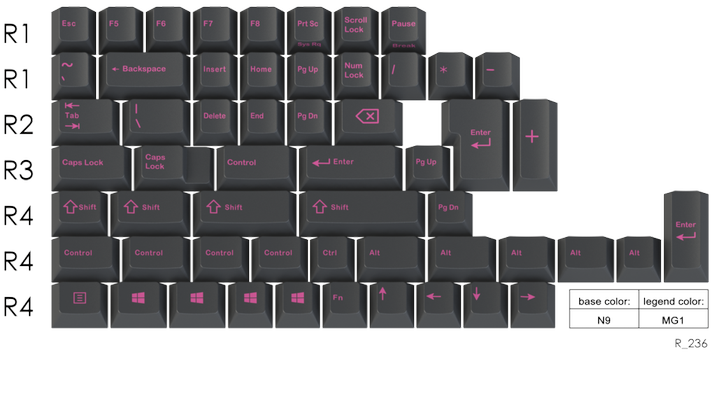 R1 Esc F5 F6 F7 F8 Prt Sc Scroll Lock Pause
Sys Rq Break
R1 ~ ` ← Backspace Insert Home Pg Up Num Lock / * −
R2 Tab | \ Delete End Pg Dn Enter +
R3 Caps Lock Caps Lock Control Enter Pg Up
R4 Shift Shift Shift Shift Pg Dn Enter
R4 Control Control Control Control Ctrl Alt Alt Alt Alt Alt
R4 Fn ↑ ← ↓ →
base color: legend color:
N9 MG1
R_236